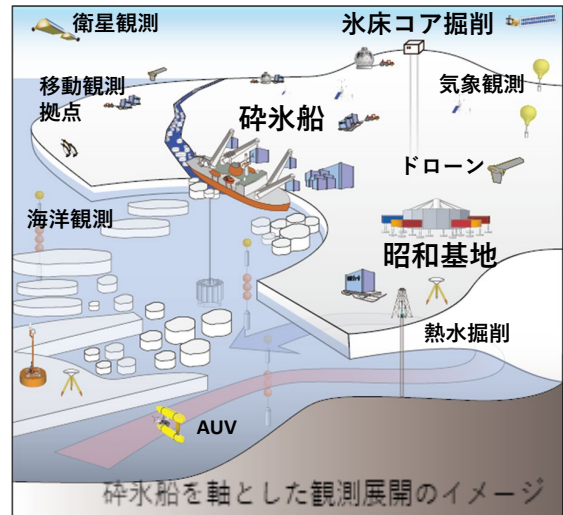 衛星観測
氷床コア掘削
移動観測
拠点
気象観測
砕氷船
ドローン
海洋観測
昭和基地
熱水掘削
AUV
砕氷船を軸とした観測展開のイメージ